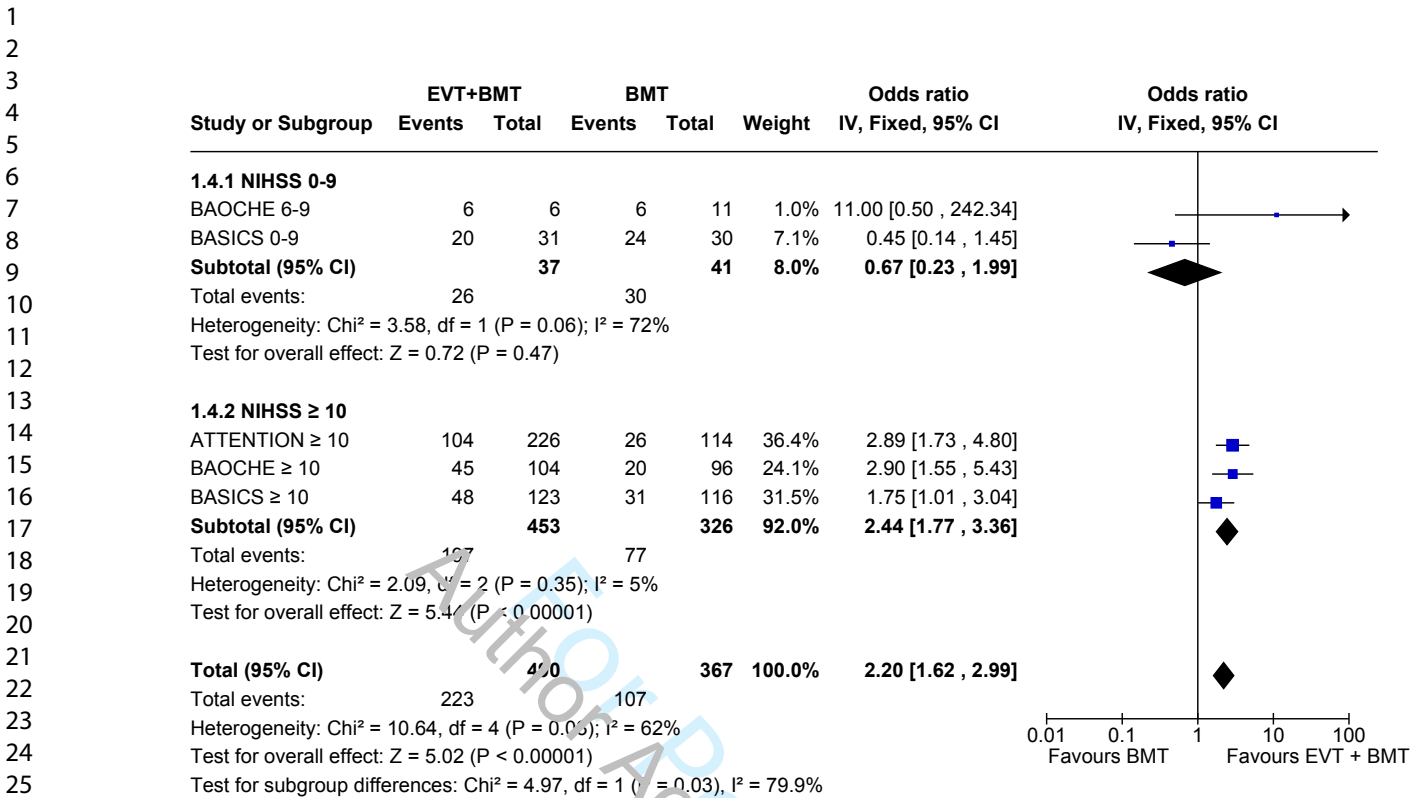 1
2
3
4
5
6
7
8
9
10
11
12
13
14
15
16
17
18
19
20
21
22
23
24
25
EVT+BMT BMT Odds ratio Odds ratio
Study or Subgroup Events Total Events Total Weight IV, Fixed, 95% CI IV, Fixed, 95% CI
1.4.1 NIHSS 0-9
BAOCHE 6-9 6 6 6 11 1.0% 11.00 [0.50 , 242.34]
BASICS 0-9 20 31 24 30 7.1% 0.45 [0.14 , 1.45]
Subtotal (95% CI) 37 41 8.0% 0.67 [0.23 , 1.99]
Total events: 26 30
Heterogeneity: Chi² = 3.58, df = 1 (P = 0.06); I² = 72%
Test for overall effect: Z = 0.72 (P = 0.47)
1.4.2 NIHSS ≥ 10
ATTENTION ≥ 10 104 226 26 114 36.4% 2.89 [1.73 , 4.80]
BAOCHE ≥ 10 45 104 20 96 24.1% 2.90 [1.55 , 5.43]
BASICS ≥ 10 48 123 31 116 31.5% 1.75 [1.01 , 3.04]
Subtotal (95% CI) 453 326 92.0% 2.44 [1.77 , 3.36]
Total events: 197 77
Heterogeneity: Chi² = 2.09, df = 2 (P = 0.35); I² = 5%
Test for overall effect: Z = 5.44 (P < 0.00001)
Total (95% CI) 490 367 100.0% 2.20 [1.62 , 2.99]
Total events: 223 107
Heterogeneity: Chi² = 10.64, df = 4 (P = 0.03); I² = 62%
Test for overall effect: Z = 5.02 (P < 0.00001)
Test for subgroup differences: Chi² = 4.97, df = 1 (P = 0.03), I² = 79.9%
0.01 0.1 1 10 100
Favours BMT Favours EVT + BMT
For
Author